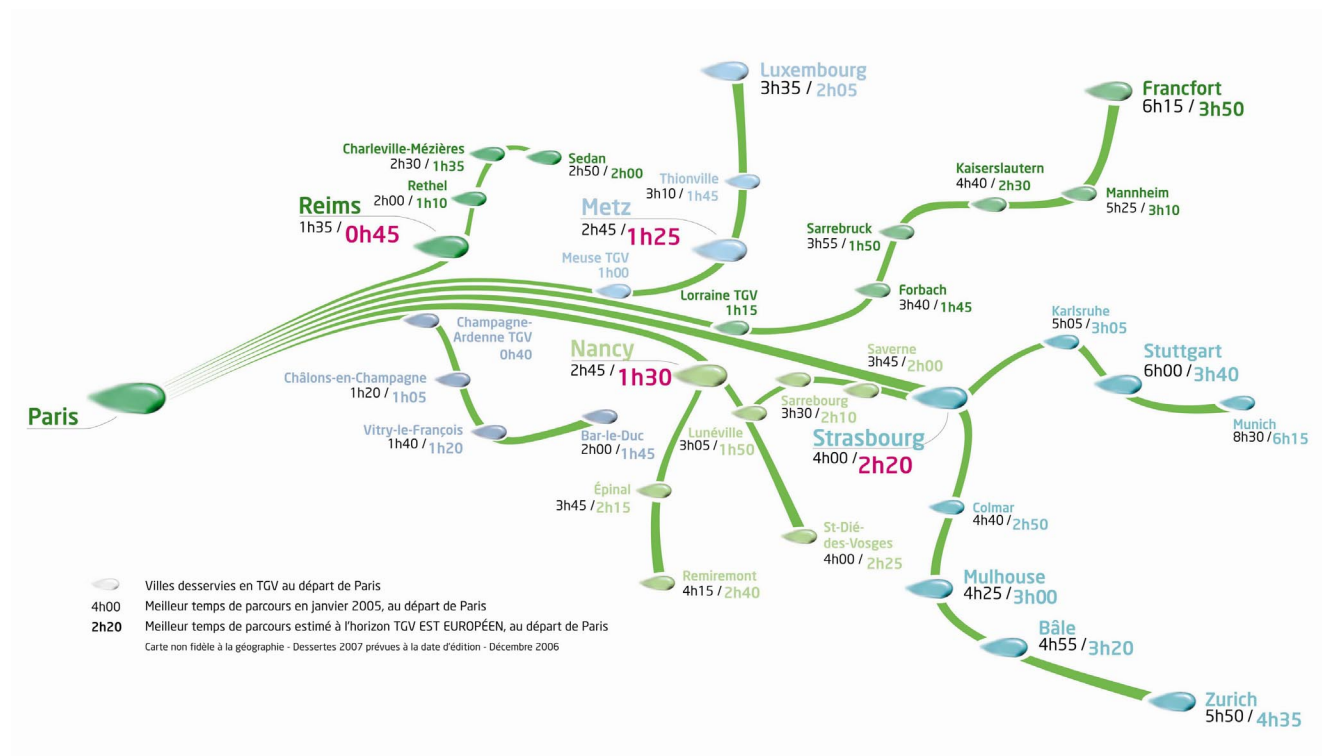 Luxembourg
3h35 / 2h05
Francfort
6h15 / 3h50
Charleville-Mézières
2h30 / 1h35
Sedan
2h50 / 2h00
Rethel
2h00 / 1h10
Reims
1h35 / 0h45
Thionville
3h10 / 1h45
Metz
2h45 / 1h25
Meuse TGV
1h00
Kaiserslautern
4h40 / 2h30
Mannheim
5h25 / 3h10
Sarrebruck
3h55 / 1h50
Forbach
3h40 / 1h45
Lorraine TGV
1h15
Champagne-
Ardenne TGV
0h40
Châlons-en-Champagne
1h20 / 1h05
Vitry-le-François
1h40 / 1h20
Bar-le-Duc
2h00 / 1h45
Nancy
2h45 / 1h30
Saverne
3h45 / 2h00
Sarrebourg
3h30 / 2h10
Lunéville
3h05 / 1h50
Strasbourg
4h00 / 2h20
Karlsruhe
5h05 / 3h05
Stuttgart
6h00 / 3h40
Munich
8h30 / 6h15
Paris
Épinal
3h45 / 2h15
St-Dié-
des-Vosges
4h00 / 2h25
Remiremont
4h15 / 2h40
Colmar
4h40 / 2h50
Mulhouse
4h25 / 3h00
Bâle
4h55 / 3h20
Zurich
5h50 / 4h35
Villes desservies en TGV au départ de Paris
4h00 Meilleur temps de parcours en janvier 2005, au départ de Paris
2h20 Meilleur temps de parcours estimé à l'horizon TGV EST EUROPÉEN, au départ de Paris
Carte non fidèle à la géographie - Dessertes 2007 prévues à la date d'édition - Décembre 2006